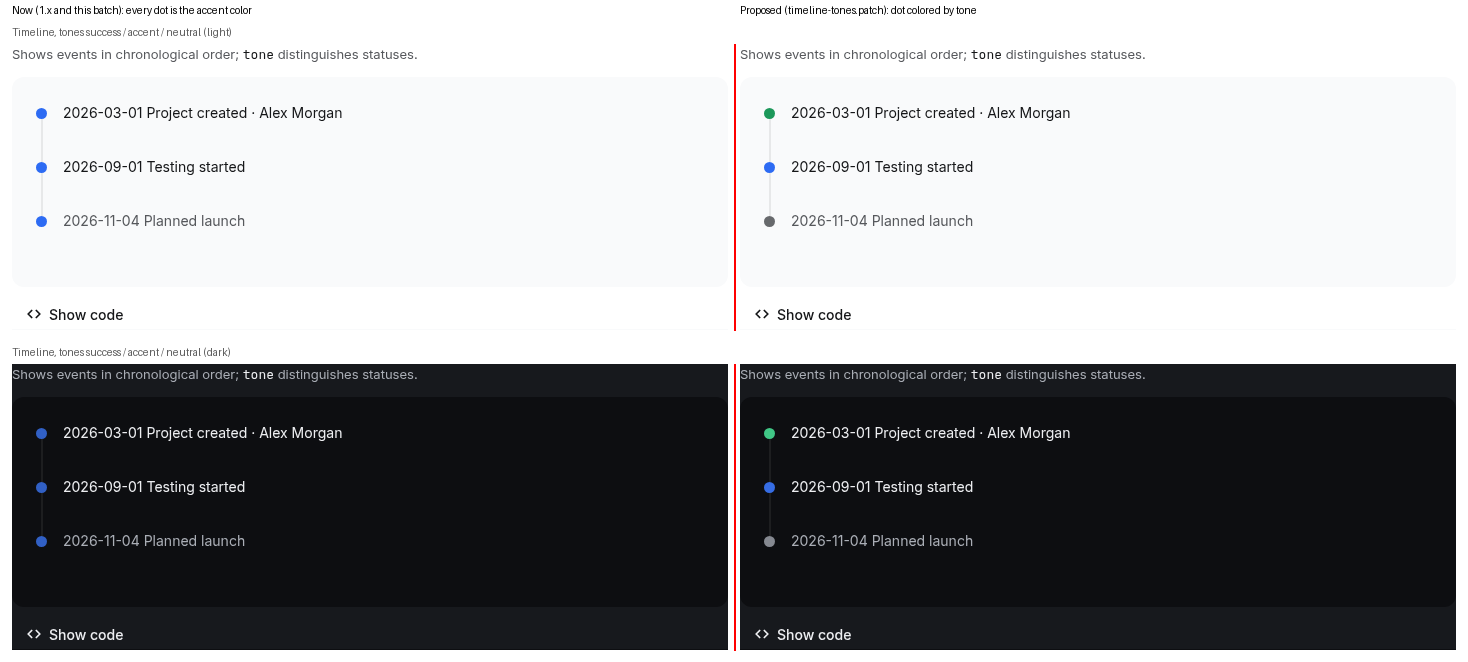 Now (1.x and this batch): every dot is the accent color
Proposed (timeline-tones.patch): dot colored by tone
Timeline, tones success / accent / neutral (light)
Shows events in chronological order; tone distinguishes statuses.
2026-03-01 Project created · Alex Morgan
2026-09-01 Testing started
2026-11-04 Planned launch
<> Show code
Shows events in chronological order; tone distinguishes statuses.
2026-03-01 Project created · Alex Morgan
2026-09-01 Testing started
2026-11-04 Planned launch
<> Show code
Timeline, tones success / accent / neutral (dark)
Shows events in chronological order; tone distinguishes statuses.
2026-03-01 Project created · Alex Morgan
2026-09-01 Testing started
2026-11-04 Planned launch
<> Show code
Shows events in chronological order; tone distinguishes statuses.
2026-03-01 Project created · Alex Morgan
2026-09-01 Testing started
2026-11-04 Planned launch
<> Show code